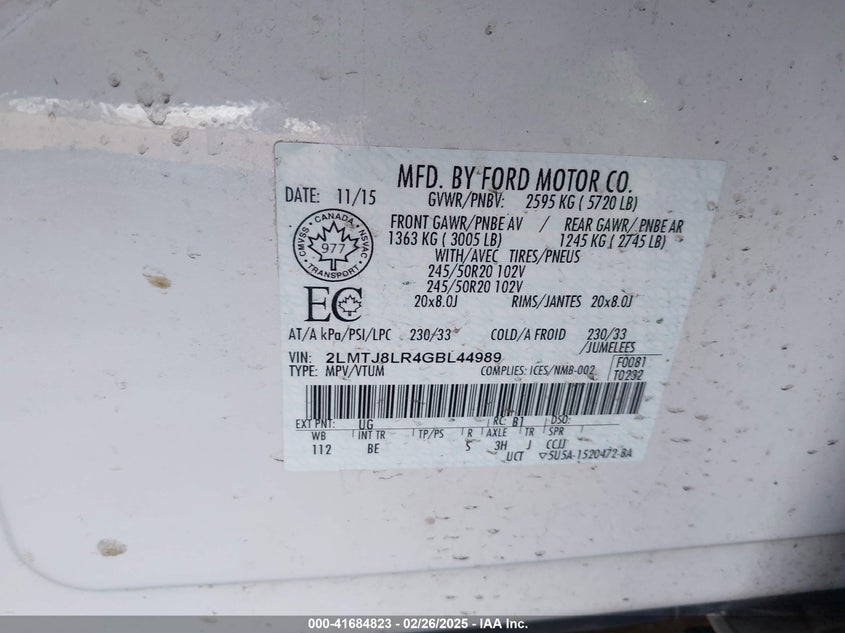 MFD. BY FORD MOTOR CO.
DATE: 11/15
GVWR/PNBV: 2595 KG ( 5720 LB)
FRONT GAWR/PNBE AV / REAR GAWR/ PNBE AR
1363 KG ( 3005 LB) 1245 KG ( 2745 LB)
WITH/AVEC TIRES/PNEUS
245/50R20 102V
245/50R20 102V
20x8.0J RIMS/JANTES 20x8.0J
CANADA
CMVSS NSVAC
977
TRANSPORT
EC
AT/A kPa/PSI/LPC 230/33 COLD/A FROID 230/33
/JUMELEES
VIN: 2LMTJ8LR4GBL44989
TYPE: MPV/VTUM COMPLIES: ICES/NMB-002
F0081
T0232
EXT PNT: UG RC: B1 DSO:
WB INT TR TP/PS R AXLE TR SPR
112 BE 5 3H J CCJJ
UCT ▽5U5A-1520472-BA
000-41684823 - 02/26/2025 - IAA Inc.